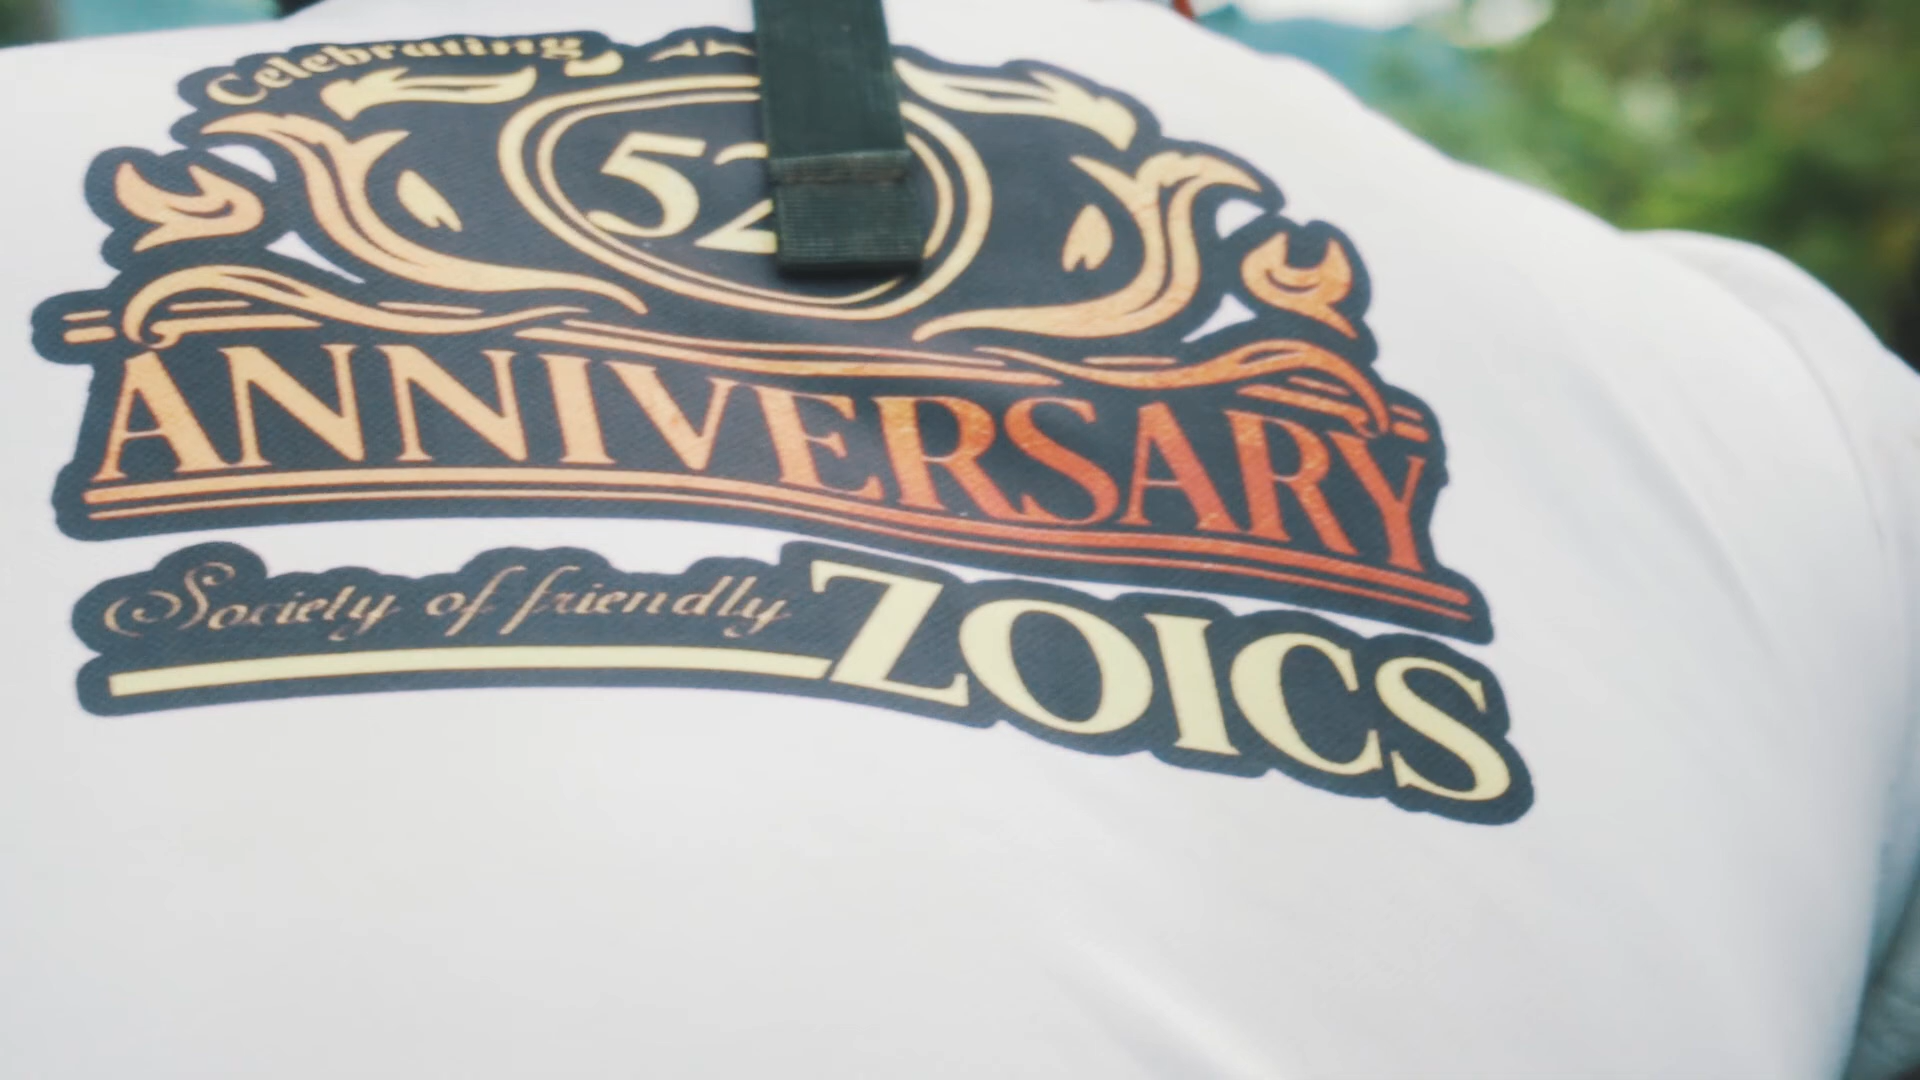 Celebrating
52
ANNIVERSARY
Society of friendly
ZOICS